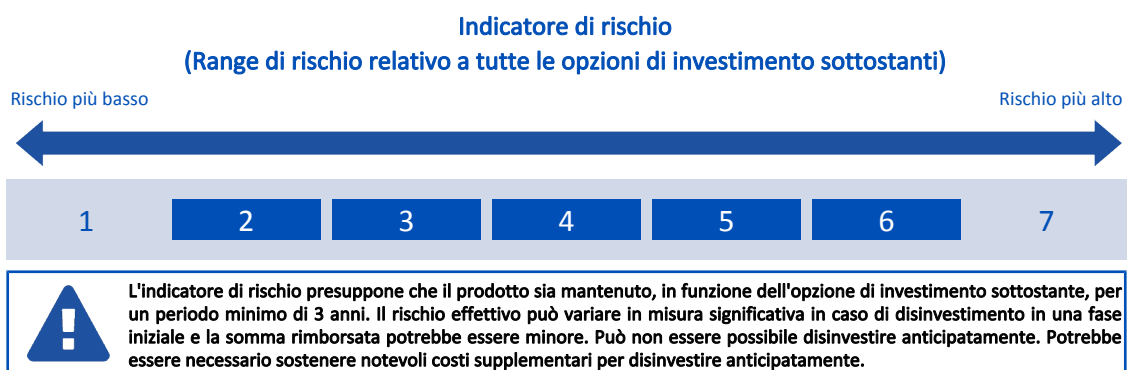 Indicatore di rischio
(Range di rischio relativo a tutte le opzioni di investimento sottostanti)
Rischio più basso Rischio più alto
1 2 3 4 5 6 7
L'indicatore di rischio presuppone che il prodotto sia mantenuto, in funzione dell'opzione di investimento sottostante, per
un periodo minimo di 3 anni. Il rischio effettivo può variare in misura significativa in caso di disinvestimento in una fase
iniziale e la somma rimborsata potrebbe essere minore. Può non essere possibile disinvestire anticipatamente. Potrebbe
essere necessario sostenere notevoli costi supplementari per disinvestire anticipatamente.